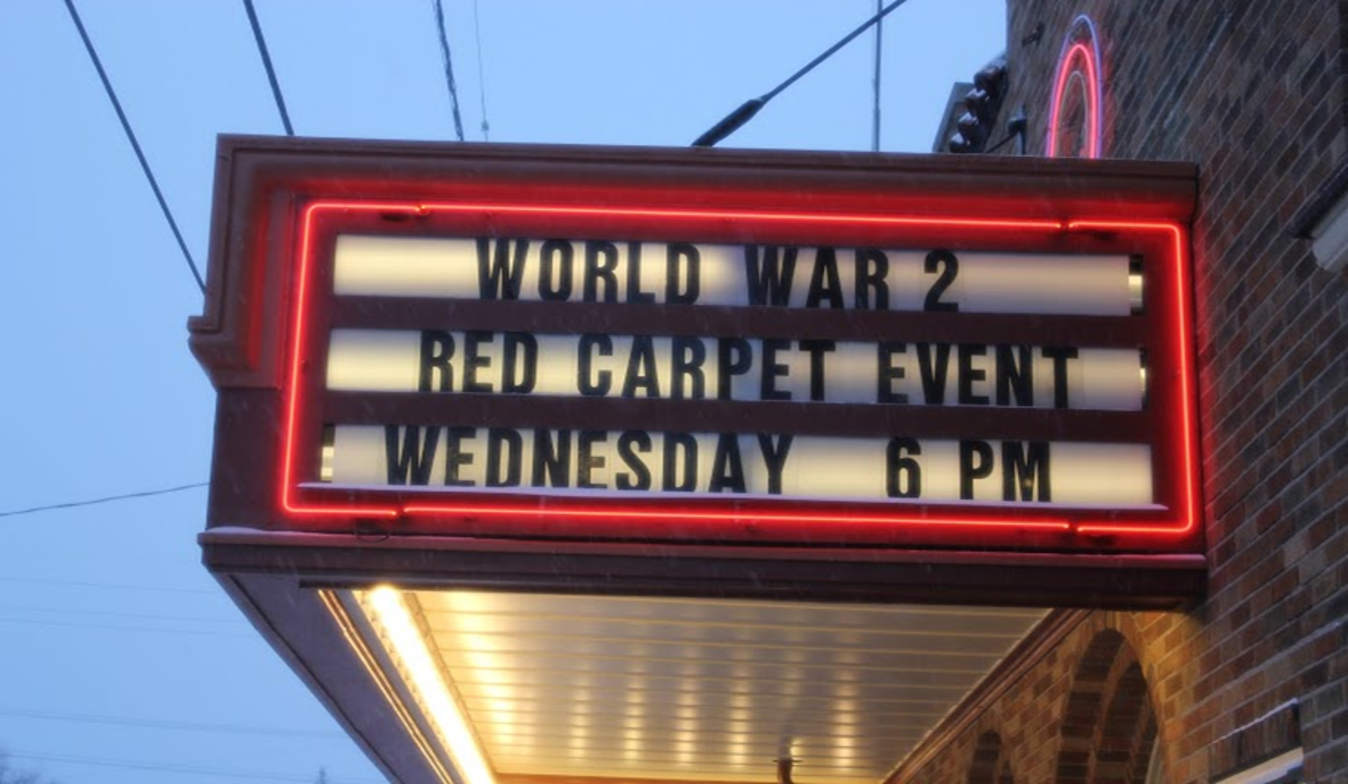 WORLD WAR 2
RED CARPET EVENT
WEDNESDAY 6 PM